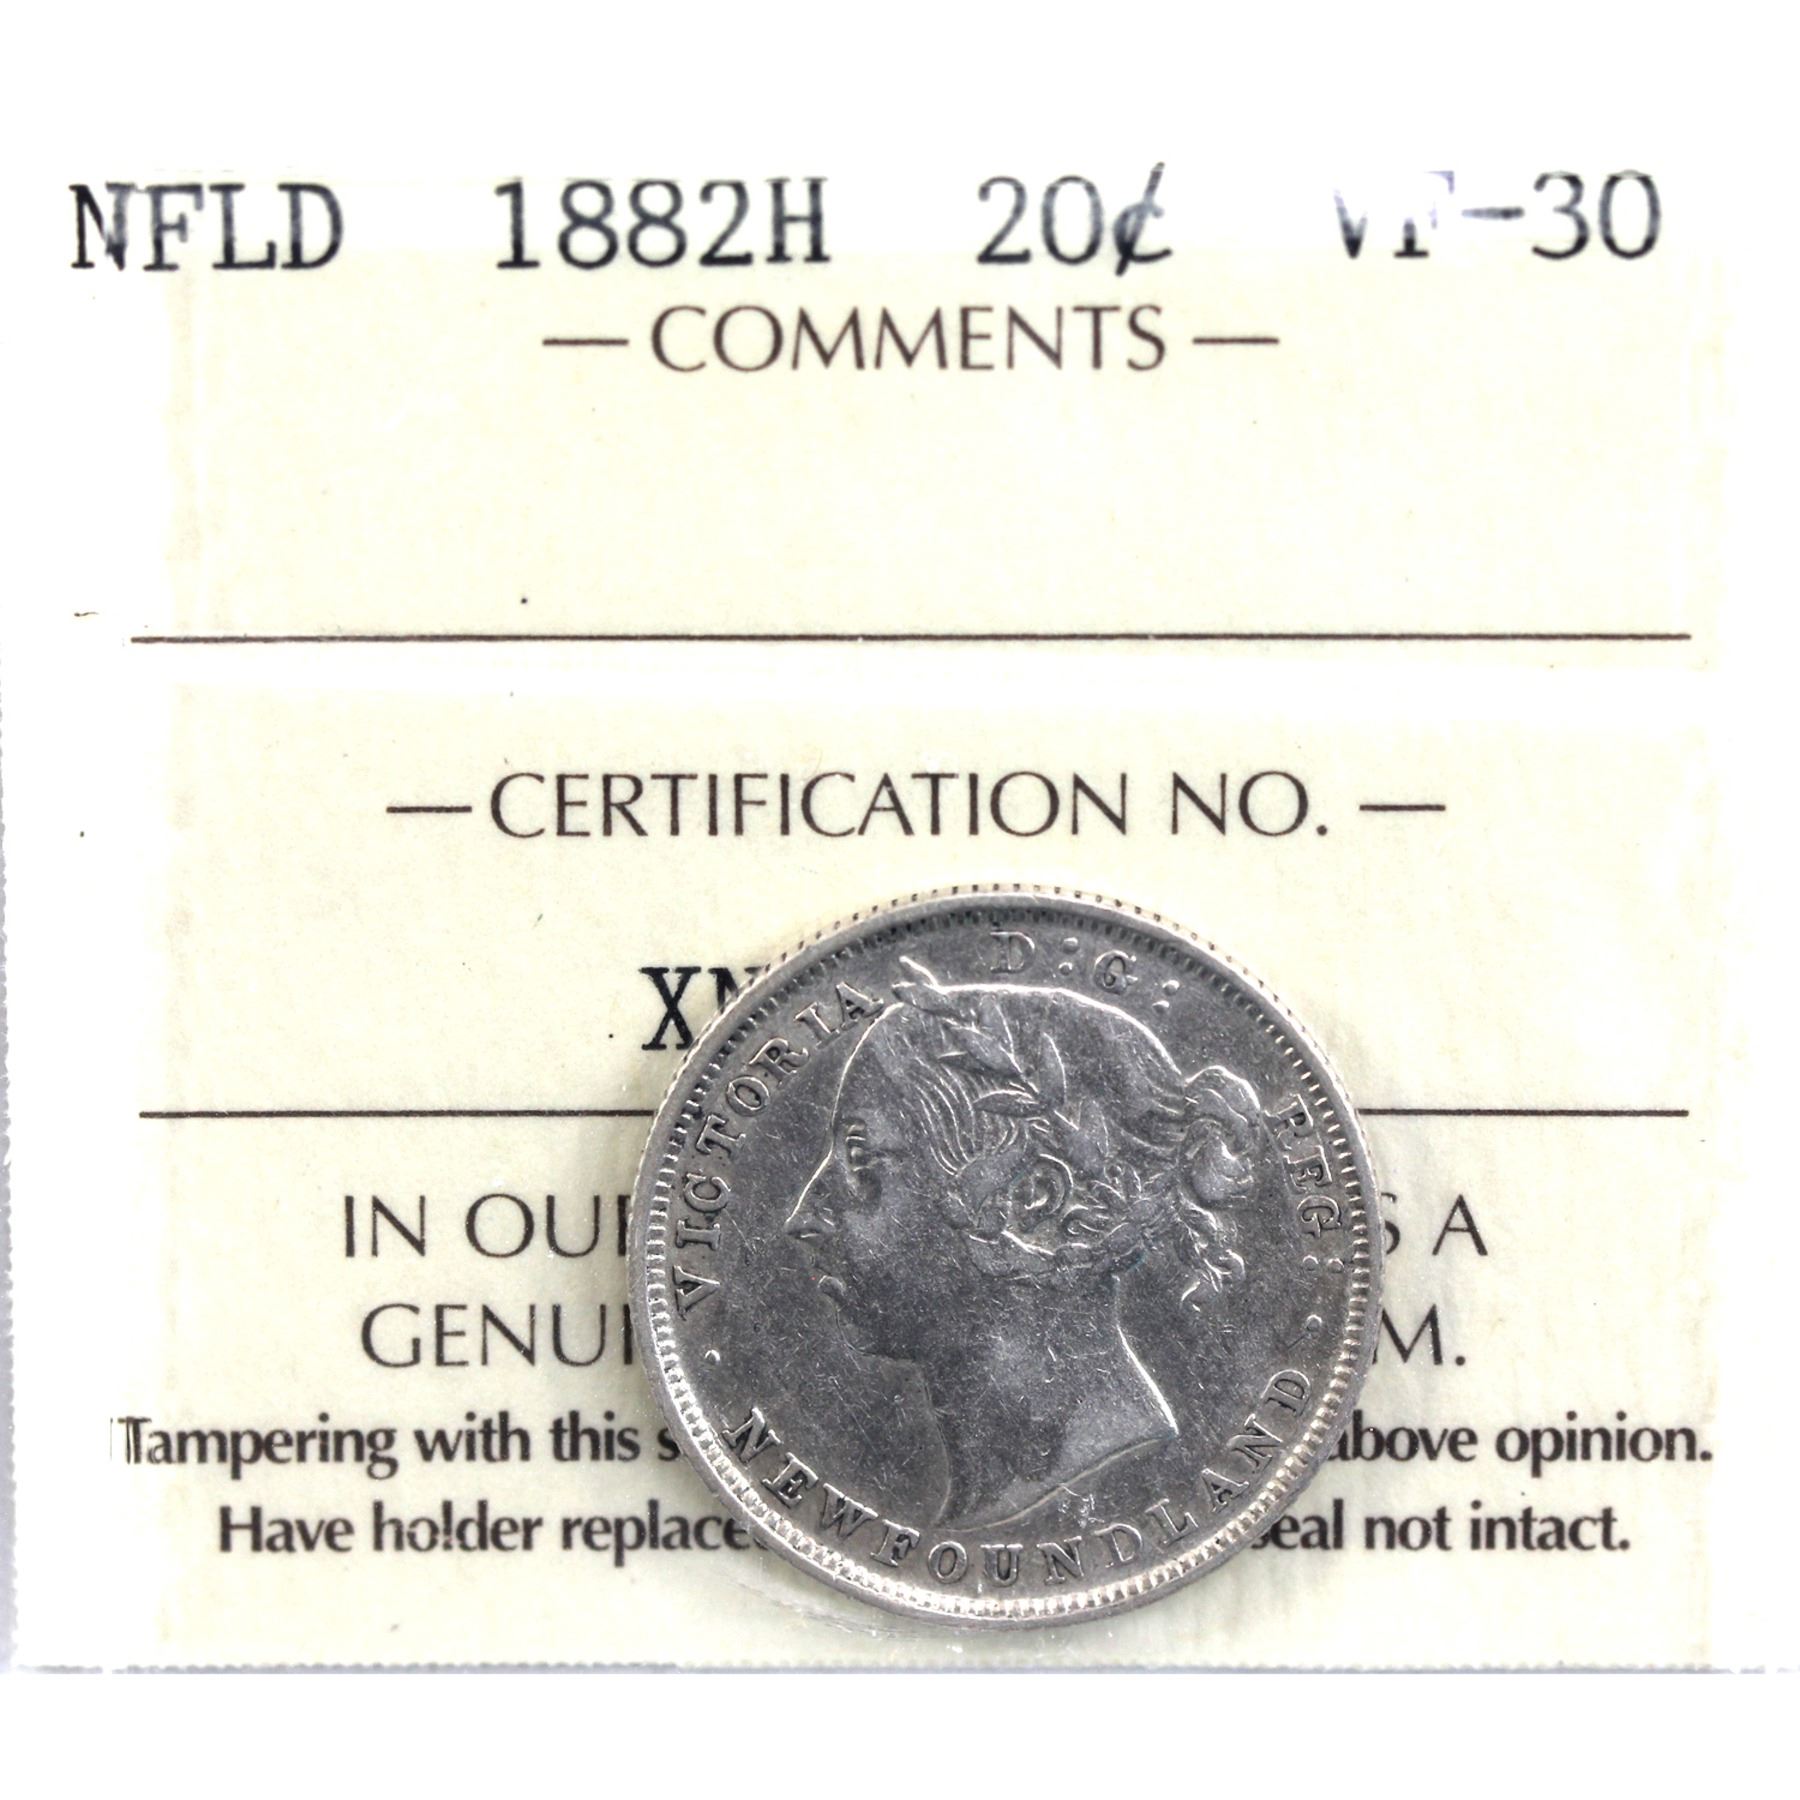 NFLD 1882H 20¢ VF-30
— COMMENTS —
— CERTIFICATION NO. —
XN
IN OU S A
GENU M.
Tampering with this s above opinion.
Have holder replace seal not intact.
VICTORIA D:G: REG:
· NEWFOUNDLAND ·